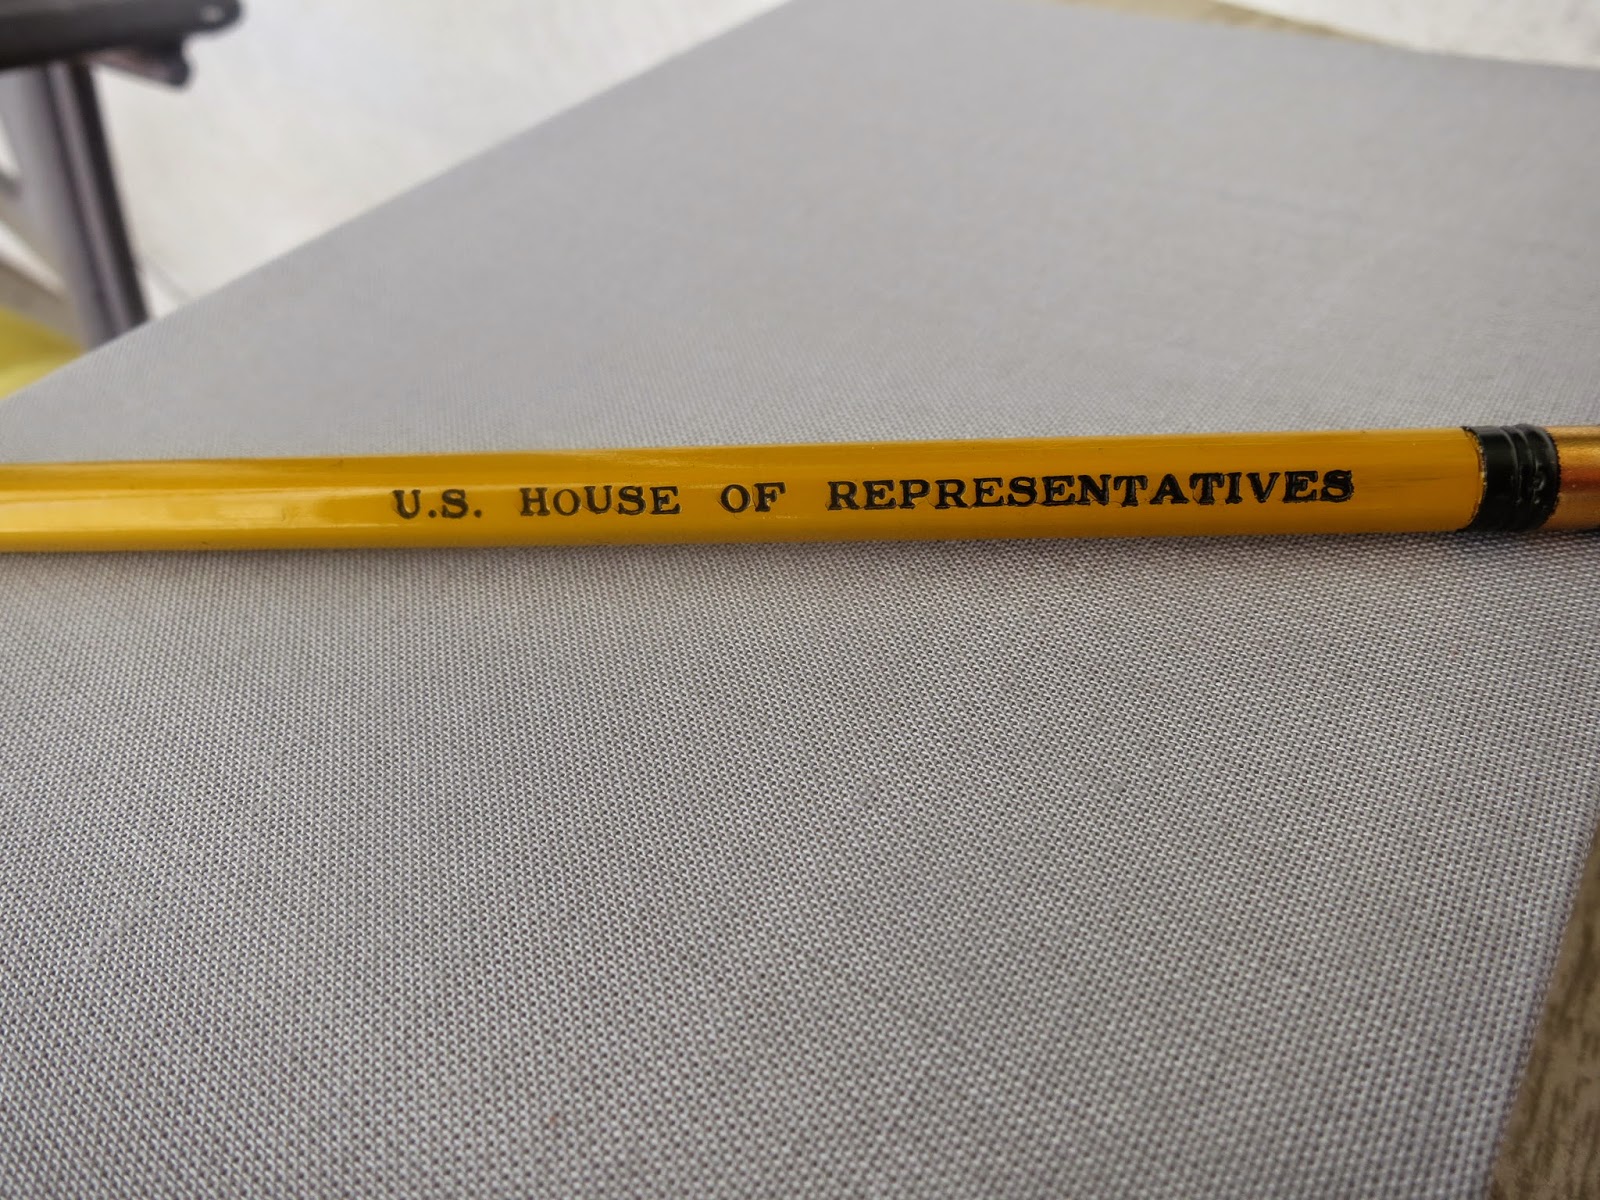 U.S. HOUSE OF REPRESENTATIVES